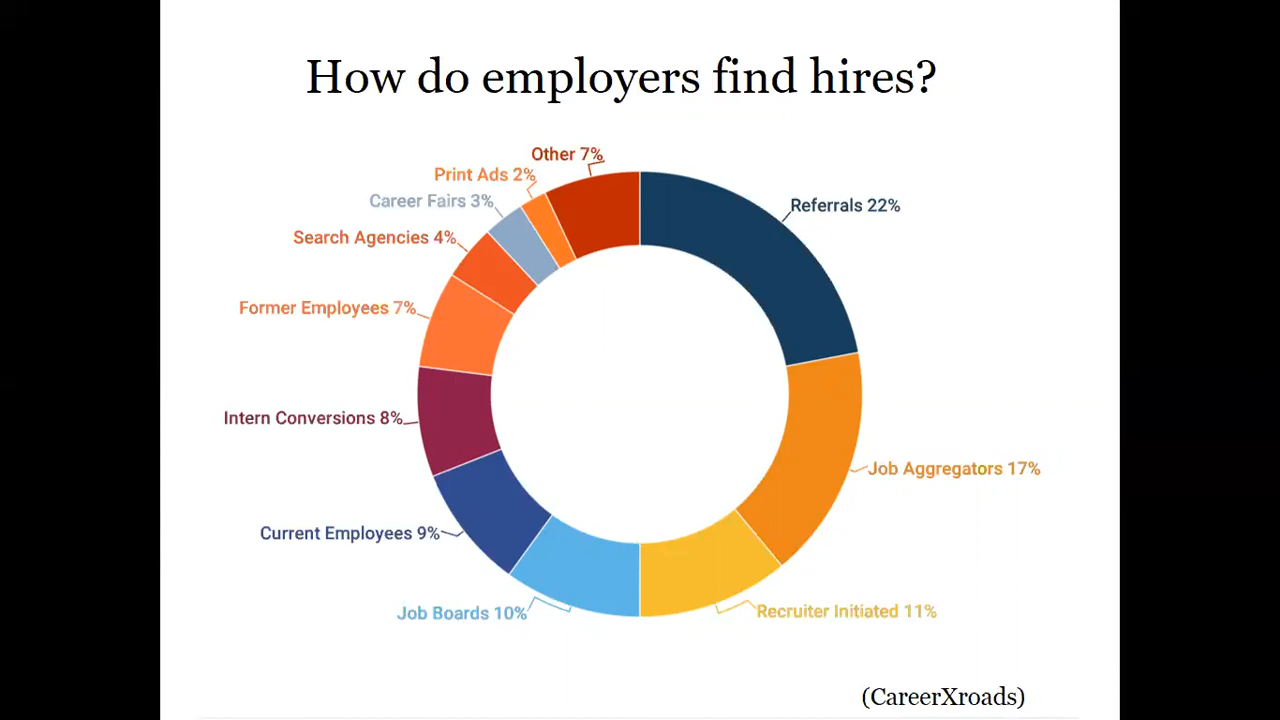 How do employers find hires?
Other 7%
Print Ads 2%
Career Fairs 3%
Referrals 22%
Search Agencies 4%
Former Employees 7%
Intern Conversions 8%
Job Aggregators 17%
Current Employees 9%
Job Boards 10%
Recruiter Initiated 11%
(CareerXroads)